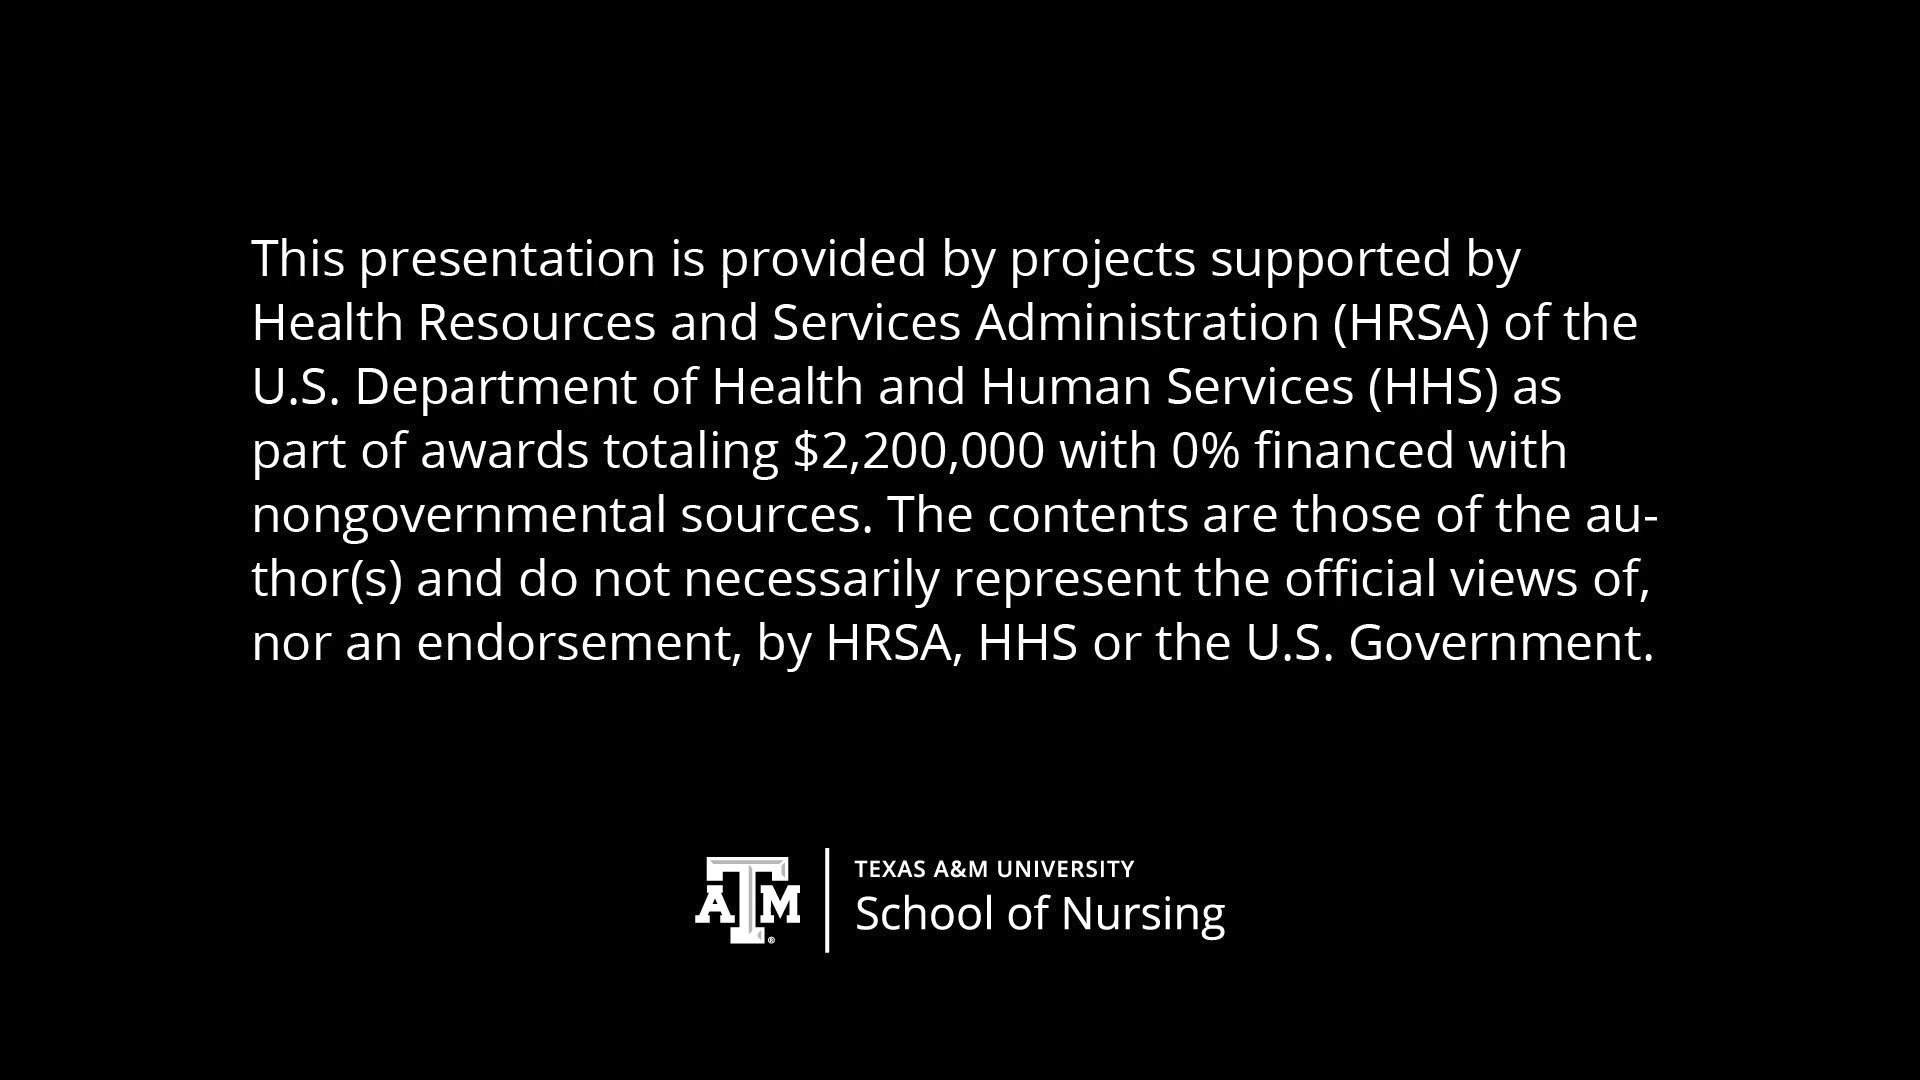 This presentation is provided by projects supported by
Health Resources and Services Administration (HRSA) of the
U.S. Department of Health and Human Services (HHS) as
part of awards totaling $2,200,000 with 0% financed with
nongovernmental sources. The contents are those of the au-
thor(s) and do not necessarily represent the official views of,
nor an endorsement, by HRSA, HHS or the U.S. Government.
ATM®
TEXAS A&M UNIVERSITY
School of Nursing